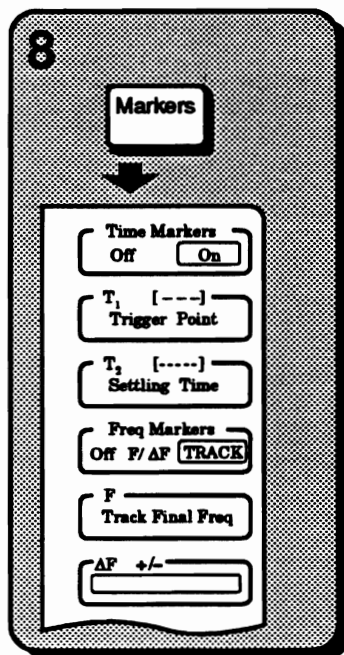 8
Markers
Time Markers
Off On
T₁ [---]
Trigger Point
T₂ [-----]
Settling Time
Freq Markers
Off F/ΔF TRACK
F
Track Final Freq
ΔF +/-